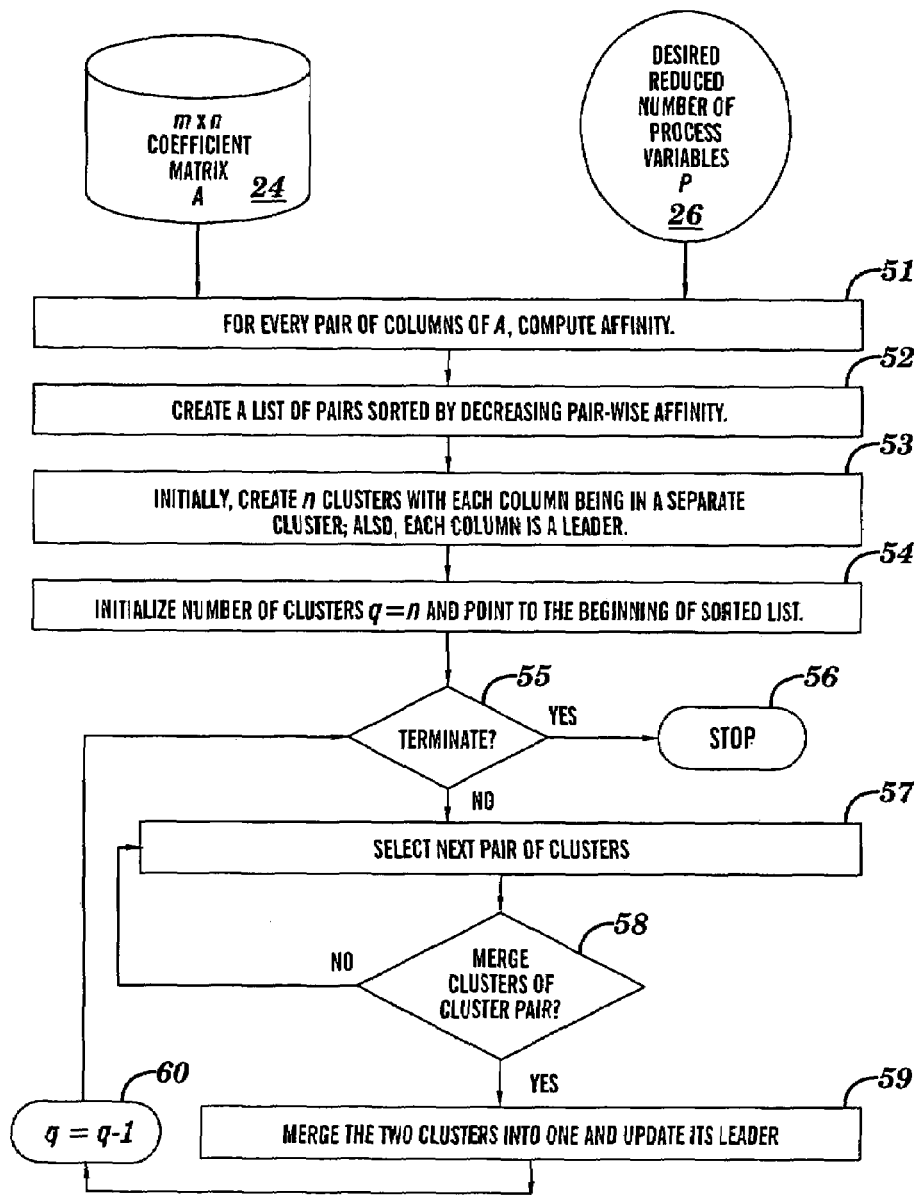 m x n
COEFFICIENT
MATRIX
A
24
DESIRED
REDUCED
NUMBER OF
PROCESS
VARIABLES
P
26
51
FOR EVERY PAIR OF COLUMNS OF A, COMPUTE AFFINITY.
52
CREATE A LIST OF PAIRS SORTED BY DECREASING PAIR-WISE AFFINITY.
53
INITIALLY, CREATE n CLUSTERS WITH EACH COLUMN BEING IN A SEPARATE
CLUSTER; ALSO, EACH COLUMN IS A LEADER.
54
INITIALIZE NUMBER OF CLUSTERS q = n AND POINT TO THE BEGINNING OF SORTED LIST.
55
TERMINATE?
YES
56
STOP
NO
57
SELECT NEXT PAIR OF CLUSTERS
58
MERGE
CLUSTERS OF
CLUSTER PAIR?
NO
YES
59
MERGE THE TWO CLUSTERS INTO ONE AND UPDATE ITS LEADER
60
q = q-1